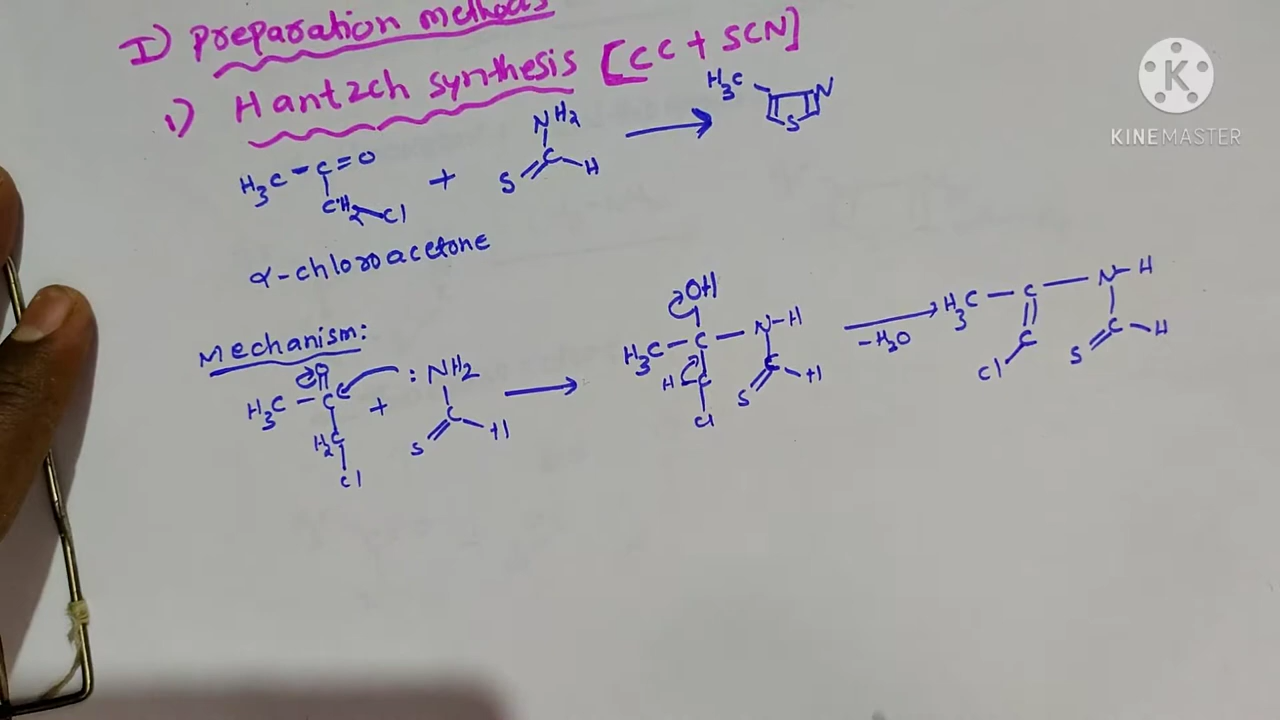 I) Preparation methods
1) Hantzch synthesis [CC + SCN]
H3C - C = O
CH2 - Cl
+
NH2
S C H
H3C N
S
α-chloroacetone
Mechanism:
H3C - C
O
H2C
Cl
+
:NH2
S C H
OH
H3C - C - N - H
H C
Cl
S C H
-H2O
H3C - C - N - H
C
Cl
S C - H
K
KINEMASTER